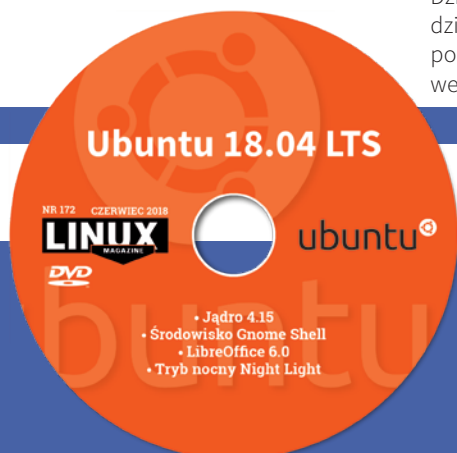 Ubuntu 18.04 LTS
NR 172 CZERWIEC 2018
LINUX
MAGAZINE
DVD
ubuntu
• Jądro 4.15
• Środowisko Gnome Shell
• LibreOffice 6.0
• Tryb nocny Night Light
buntu